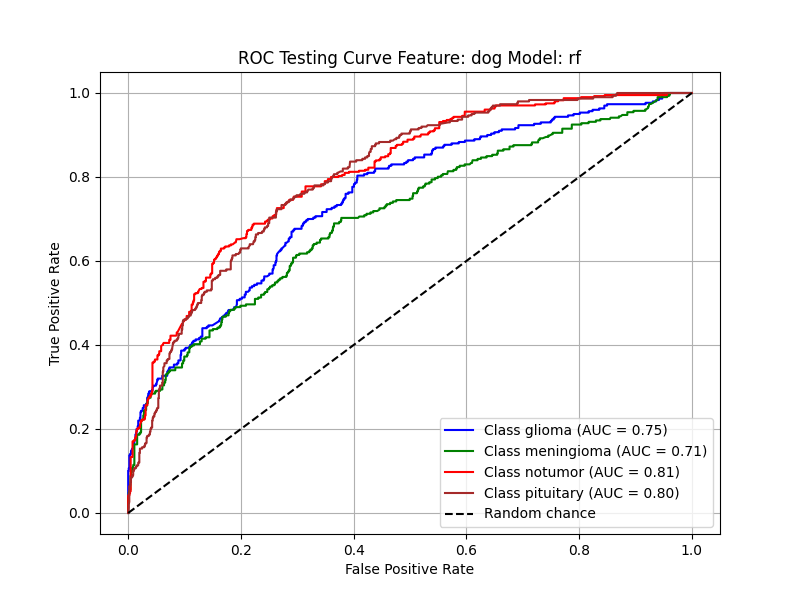 ROC Testing Curve Feature: dog Model: rf
True Positive Rate
1.0
0.8
0.6
0.4
0.2
0.0
Class glioma (AUC = 0.75)
Class meningioma (AUC = 0.71)
Class notumor (AUC = 0.81)
Class pituitary (AUC = 0.80)
Random chance
0.0 0.2 0.4 0.6 0.8 1.0
False Positive Rate